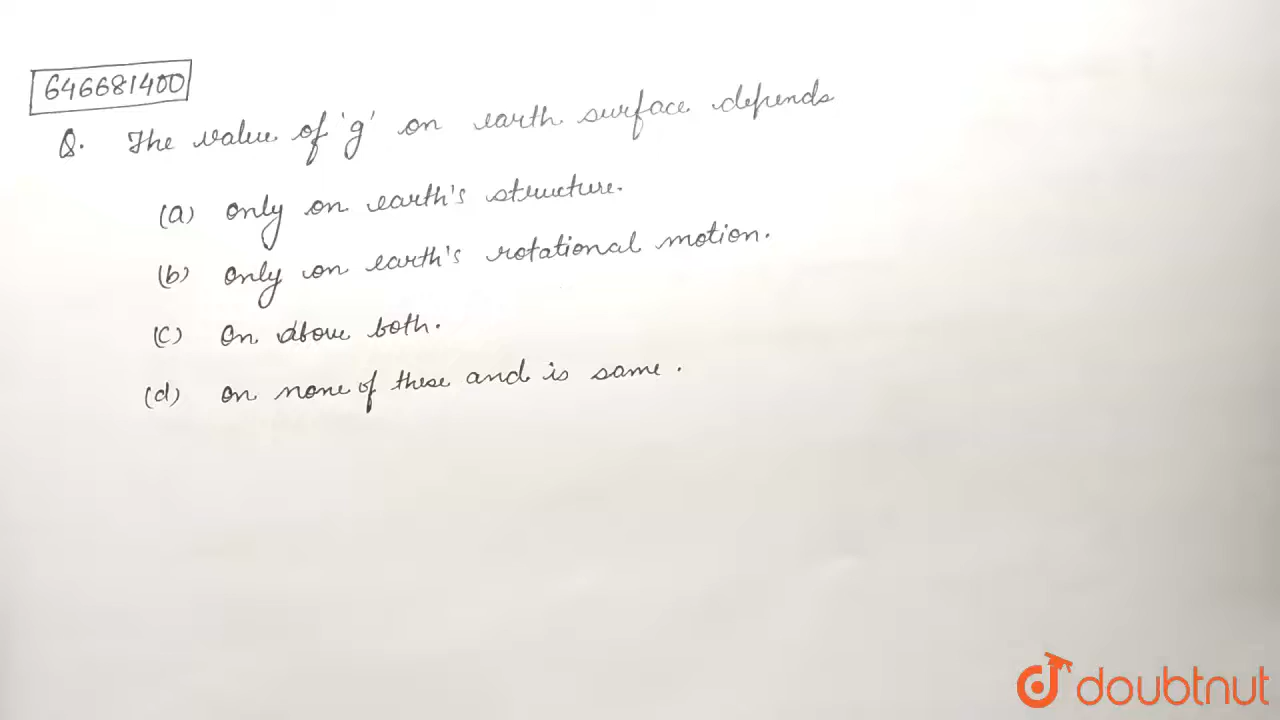 646681400
Q. The value of 'g' on earth surface depends
(a) only on earth's structure.
(b) only on earth's rotational motion.
(c) on above both.
(d) on none of these and is same.
doubtnut